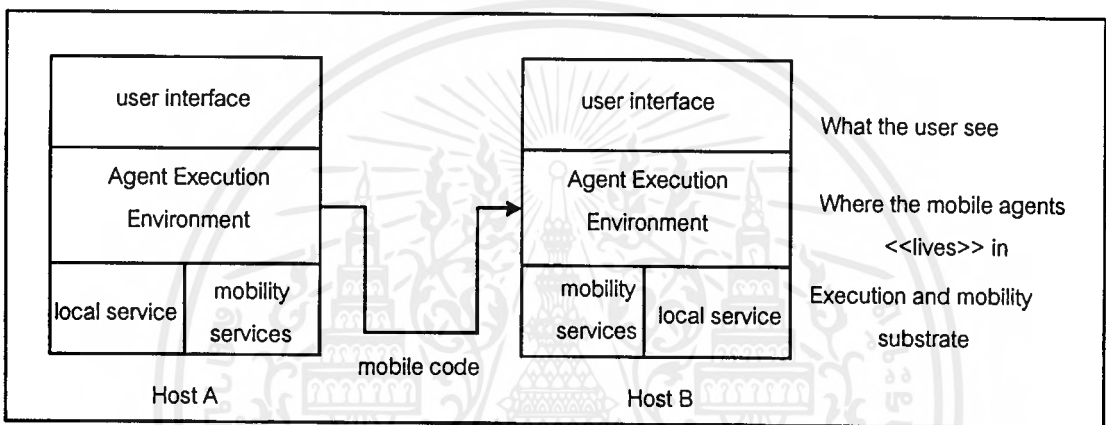 user interface
Agent Execution
Environment
local service
mobility
services
Host A
mobile code
user interface
Agent Execution
Environment
mobility
services
local service
Host B
What the user see
Where the mobile agents
<<lives>> in
Execution and mobility
substrate